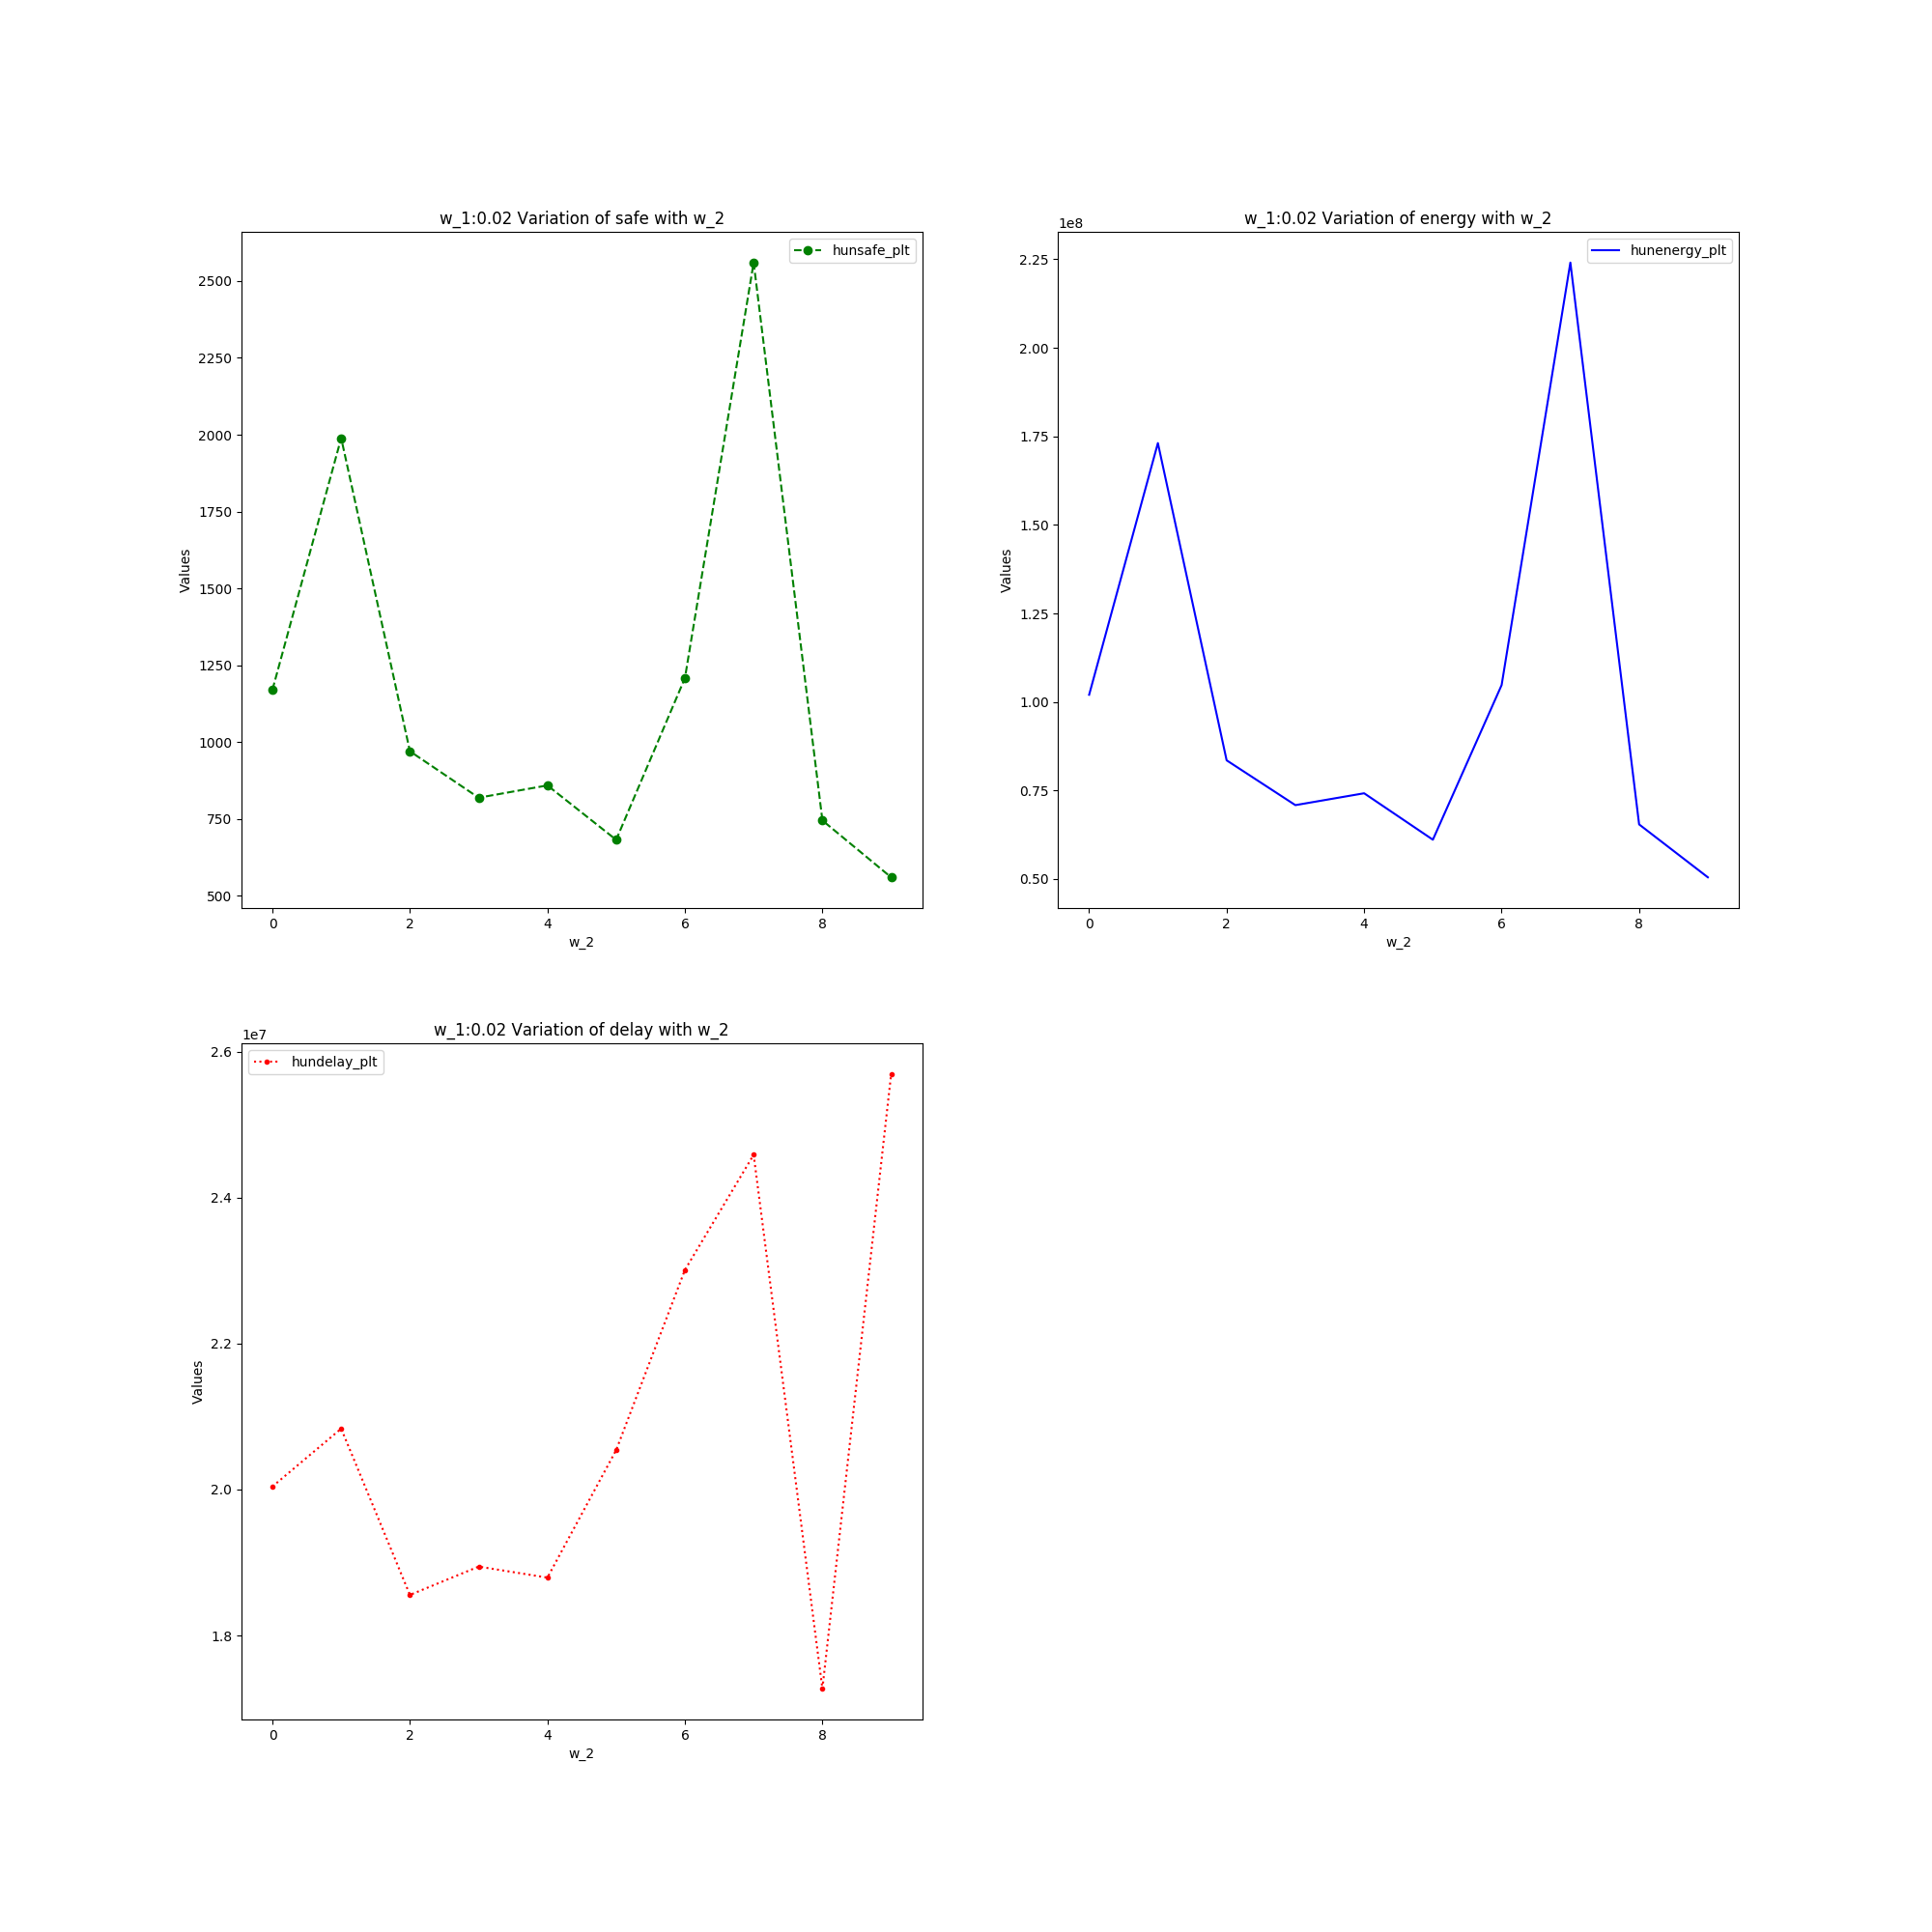 w_1:0.02 Variation of safe with w_2
hunsafe_plt
2500
2250
2000
1750
1500
1250
1000
750
500
Values
0 2 4 6 8
w_2
w_1:0.02 Variation of energy with w_2
1e8
hunenergy_plt
2.25
2.00
1.75
1.50
1.25
1.00
0.75
0.50
Values
0 2 4 6 8
w_2
w_1:0.02 Variation of delay with w_2
1e7
hundelay_plt
2.6
2.4
2.2
2.0
1.8
Values
0 2 4 6 8
w_2